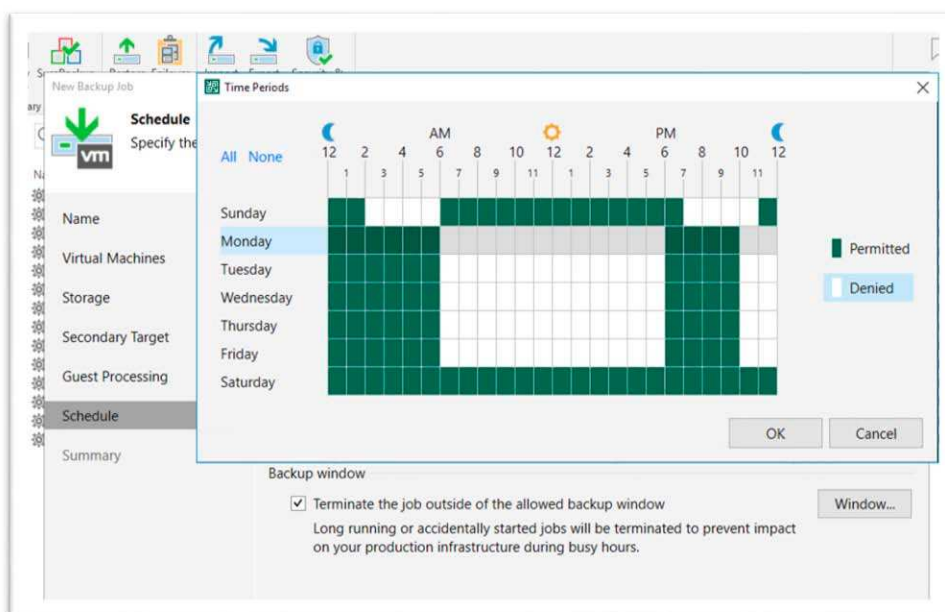 New Backup Job
Time Periods
Schedule
Specify the
vm
All None
AM PM
12 2 4 6 8 10 12 2 4 6 8 10 12
1 3 5 7 9 11 1 3 5 7 9 11
Sunday
Monday
Tuesday
Wednesday
Thursday
Friday
Saturday
Permitted
Denied
Name
Virtual Machines
Storage
Secondary Target
Guest Processing
Schedule
Summary
OK Cancel
Backup window
Terminate the job outside of the allowed backup window
Window...
Long running or accidentally started jobs will be terminated to prevent impact
on your production infrastructure during busy hours.